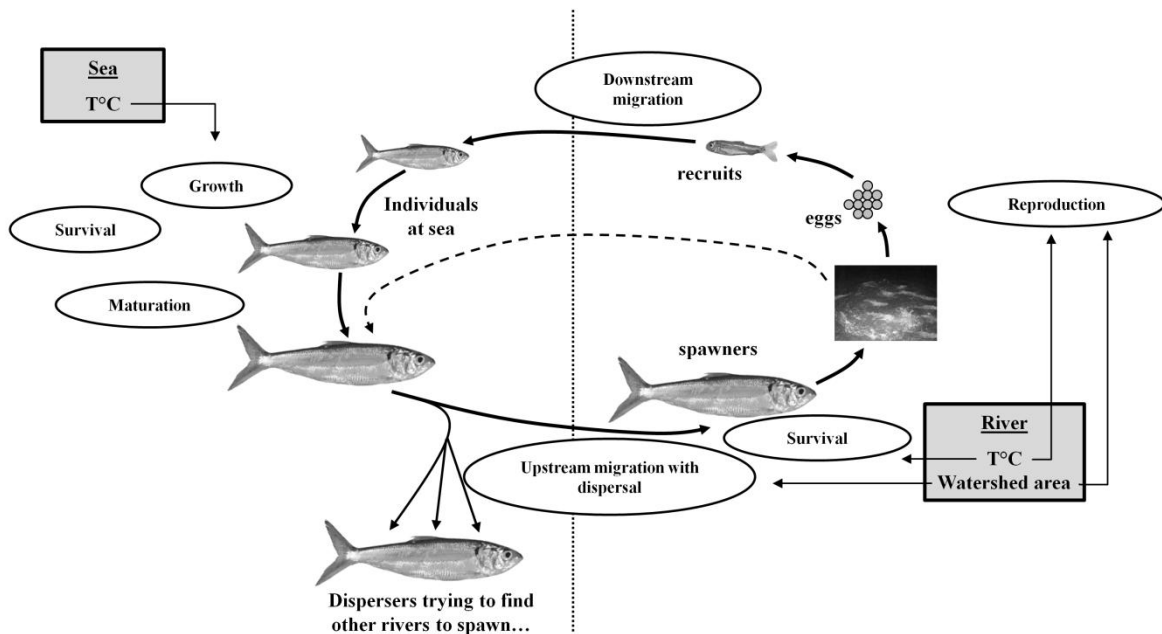 Sea
T°C
Growth
Survival
Maturation
Individuals
at sea
Downstream
migration
recruits
eggs
Reproduction
spawners
Survival
River
T°C
Watershed area
Upstream migration with
dispersal
Dispersers trying to find
other rivers to spawn…